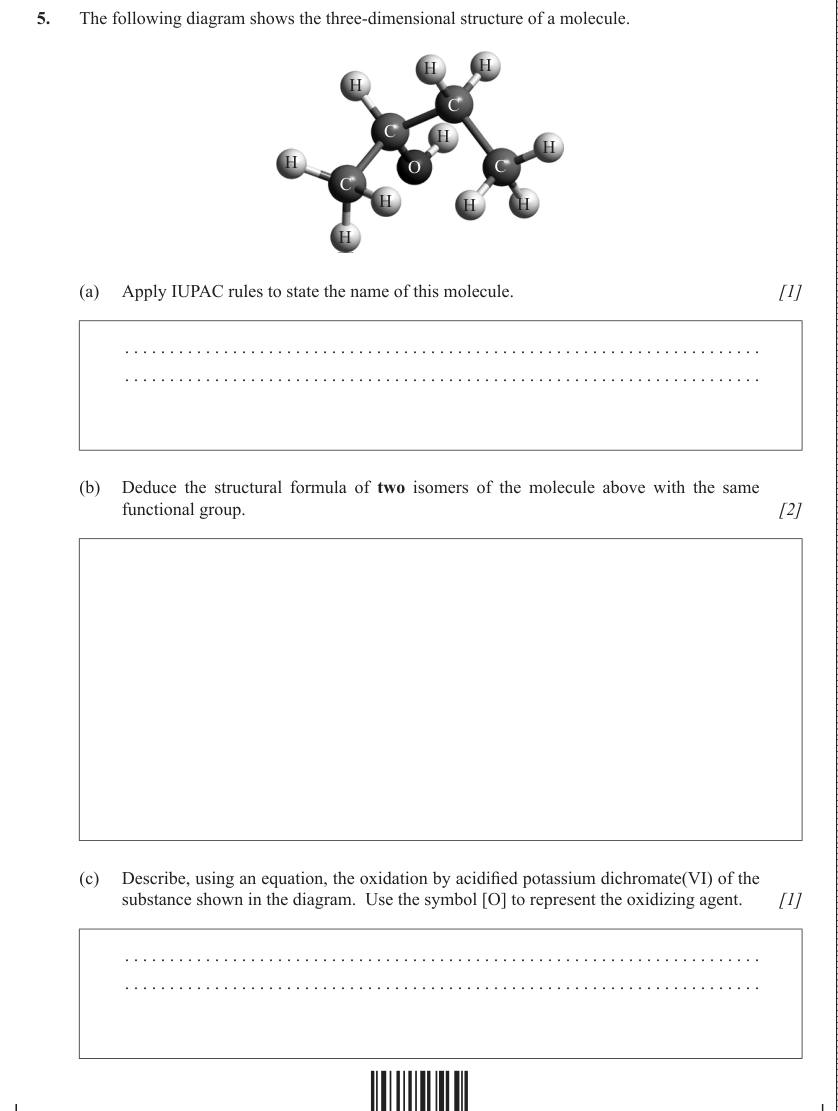 5. The following diagram shows the three-dimensional structure of a molecule.
H H
H
C
C H
H
H O C
C
H H H
H
(a) Apply IUPAC rules to state the name of this molecule. [1]
. . . . . . . . . . . . . . . . . . . . . . . . . . . . . . . . . . . . . . . . . . . . . . . . . . . . . . . . . . . . . . . . . . . . . .
. . . . . . . . . . . . . . . . . . . . . . . . . . . . . . . . . . . . . . . . . . . . . . . . . . . . . . . . . . . . . . . . . . . . . .
(b) Deduce the structural formula of two isomers of the molecule above with the same
functional group. [2]
(c) Describe, using an equation, the oxidation by acidified potassium dichromate(VI) of the
substance shown in the diagram. Use the symbol [O] to represent the oxidizing agent. [1]
. . . . . . . . . . . . . . . . . . . . . . . . . . . . . . . . . . . . . . . . . . . . . . . . . . . . . . . . . . . . . . . . . . . . . .
. . . . . . . . . . . . . . . . . . . . . . . . . . . . . . . . . . . . . . . . . . . . . . . . . . . . . . . . . . . . . . . . . . . . . .